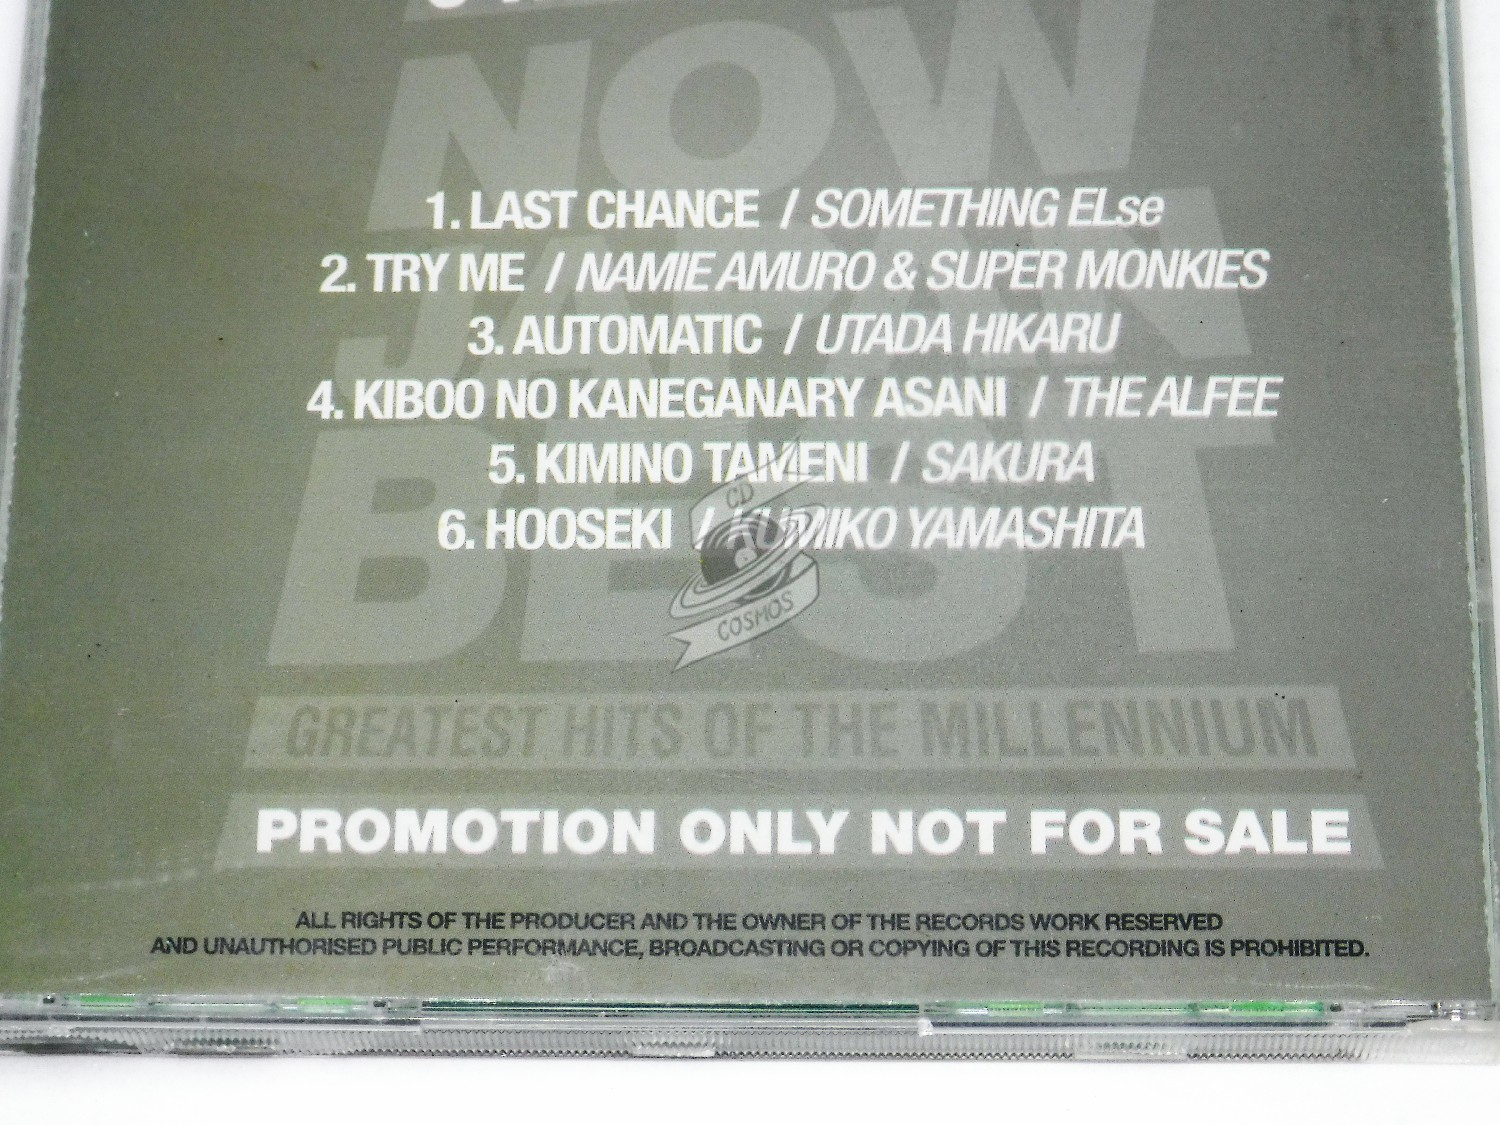 NOW
JAPAN
BEST
1. LAST CHANCE / SOMETHING ELse
2. TRY ME / NAMIE AMURO & SUPER MONKIES
3. AUTOMATIC / UTADA HIKARU
4. KIBOO NO KANEGANARY ASANI / THE ALFEE
5. KIMINO TAMENI / SAKURA
6. HOOSEKI / KUMIKO YAMASHITA
CD
COSMOS
GREATEST HITS OF THE MILLENNIUM
PROMOTION ONLY NOT FOR SALE
ALL RIGHTS OF THE PRODUCER AND THE OWNER OF THE RECORDS WORK RESERVED
AND UNAUTHORISED PUBLIC PERFORMANCE, BROADCASTING OR COPYING OF THIS RECORDING IS PROHIBITED.